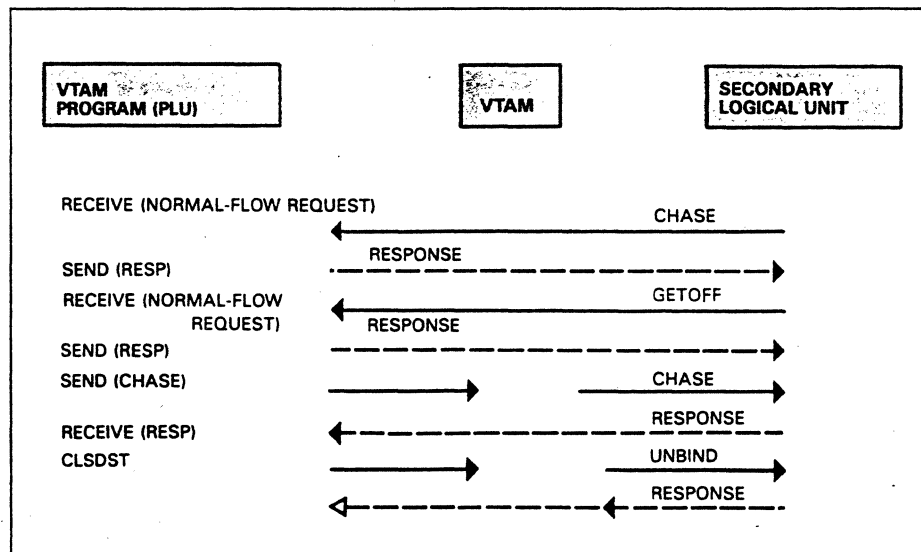 VTAM
PROGRAM (PLU)
VTAM
SECONDARY
LOGICAL UNIT
RECEIVE (NORMAL-FLOW REQUEST)
CHASE
RESPONSE
SEND (RESP)
RECEIVE (NORMAL-FLOW
REQUEST)
GETOFF
RESPONSE
SEND (RESP)
SEND (CHASE)
CHASE
RESPONSE
RECEIVE (RESP)
CLSDST
UNBIND
RESPONSE